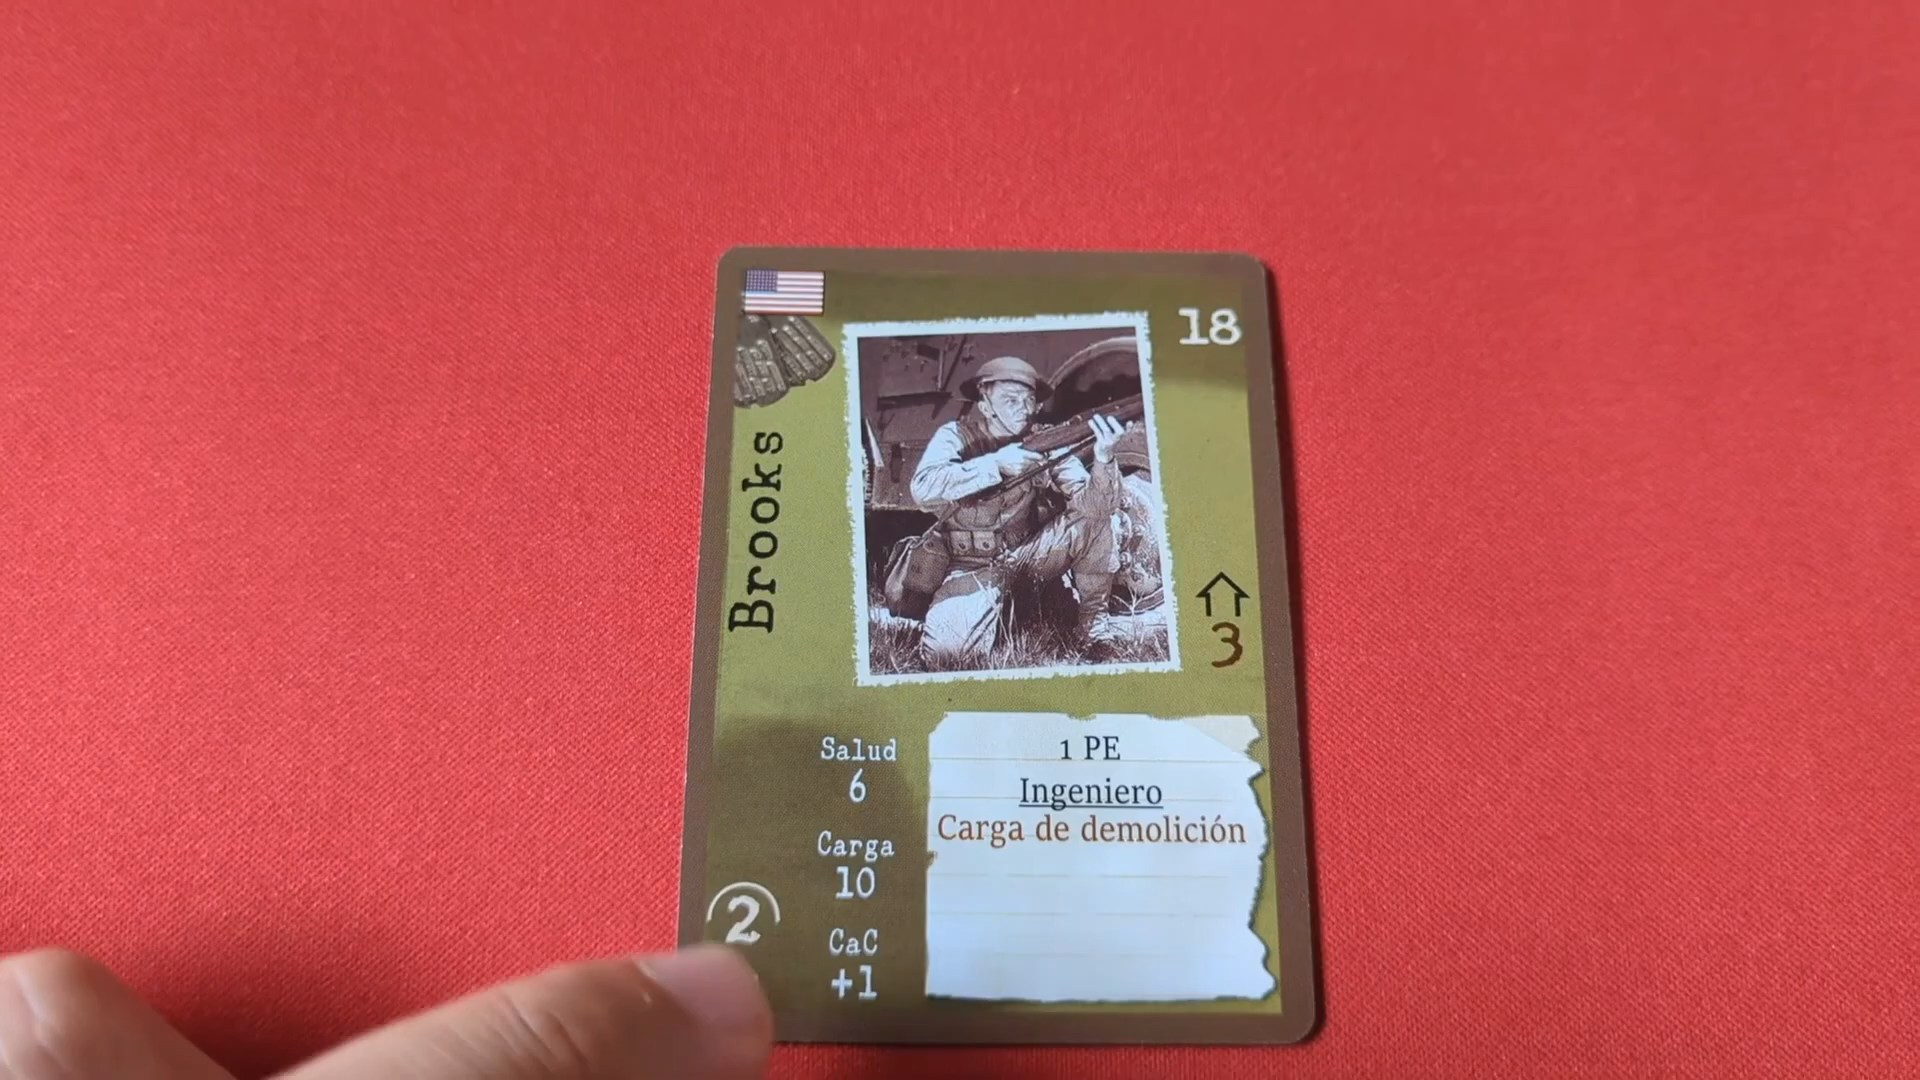 18
Brooks
3
Salud
6
Carga
10
CaC
+1
2
1 PE
Ingeniero
Carga de demolición